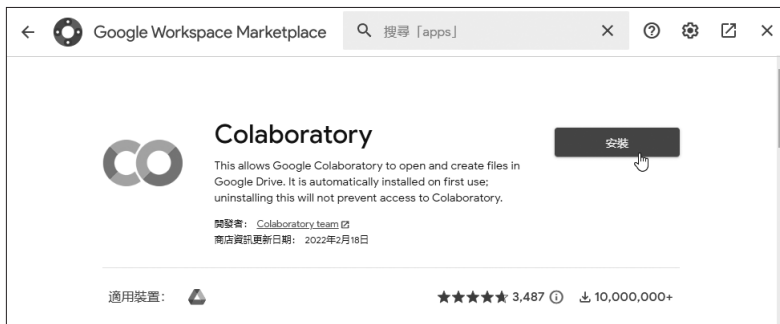 Google Workspace Marketplace
搜尋「apps」
Colaboratory
安裝
This allows Google Colaboratory to open and create files in
Google Drive. It is automatically installed on first use;
uninstalling this will not prevent access to Colaboratory.
開發者： Colaboratory team
商店資訊更新日期： 2022年2月18日
適用裝置：
3,487
10,000,000+